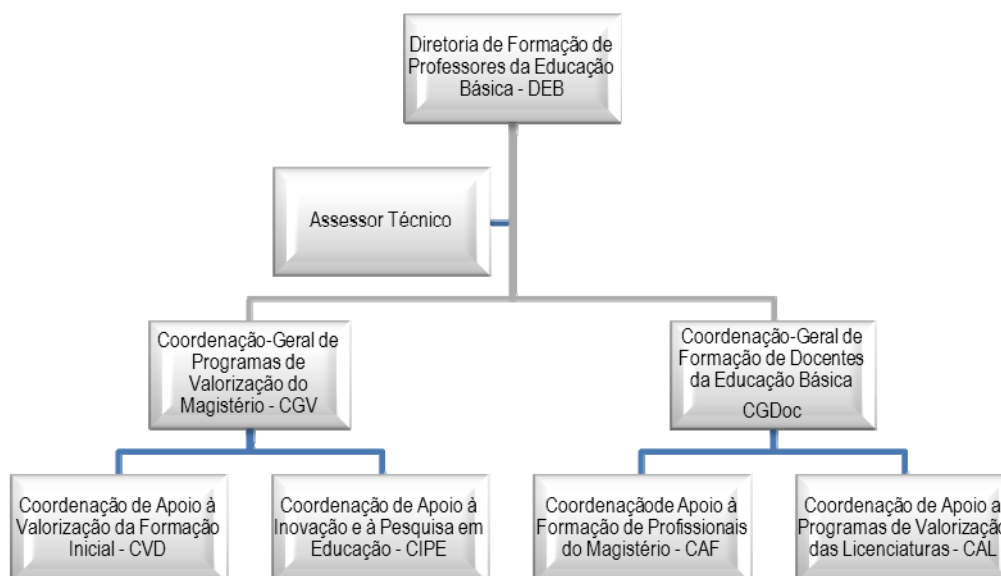 Diretoria de Formação de
Professores da Educação
Básica - DEB
Assessor Técnico
Coordenação-Geral de
Programas de
Valorização do
Magistério - CGV
Coordenação-Geral de
Formação de Docentes
da Educação Básica
CGDoc
Coordenação de Apoio à
Valorização da Formação
Inicial - CVD
Coordenação de Apoio à
Inovação e à Pesquisa em
Educação - CIPE
Coordenaçãode Apoio à
Formação de Profissionais
do Magistério - CAF
Coordenação de Apoio a
Programas de Valorização
das Licenciaturas - CAL